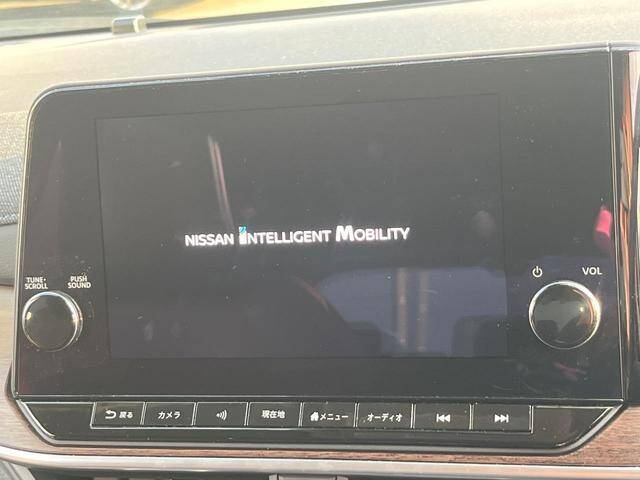 NISSAN INTELLIGENT MOBILITY
TUNE・
SCROLL
PUSH
SOUND
VOL
戻る
カメラ
現在地
メニュー
オーディオ